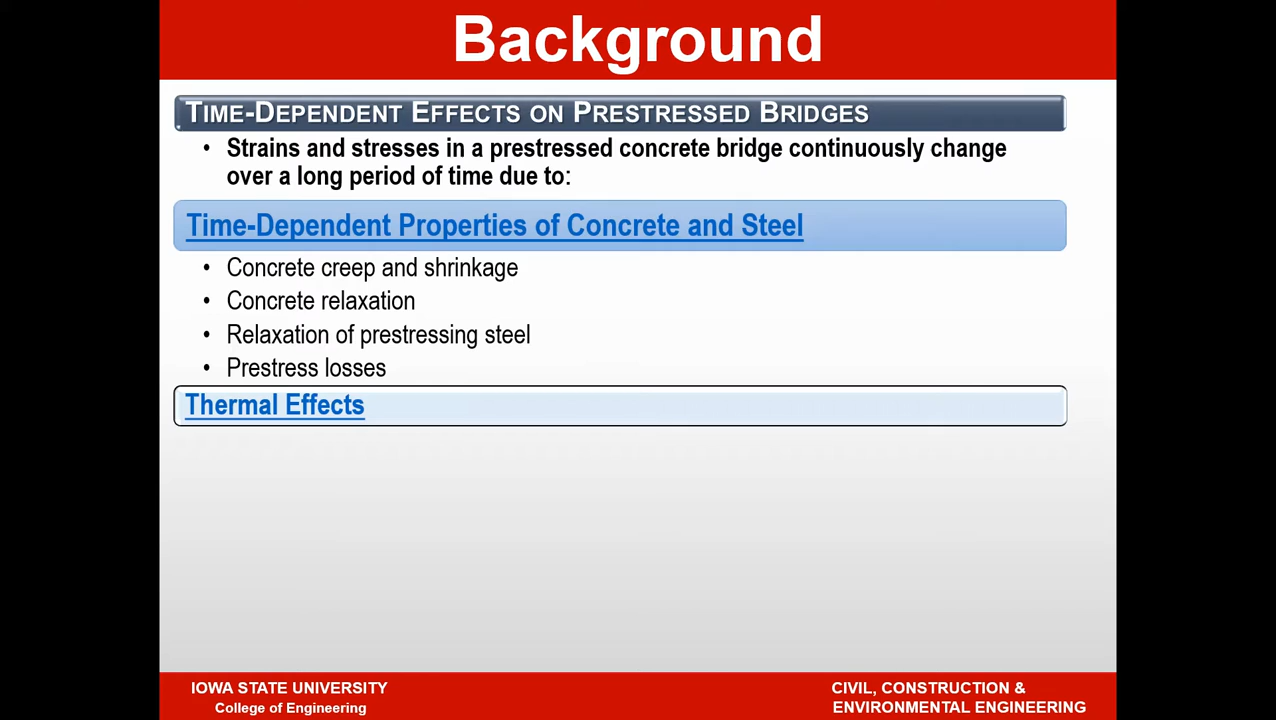 Background
TIME-DEPENDENT EFFECTS ON PRESTRESSED BRIDGES
• Strains and stresses in a prestressed concrete bridge continuously change
over a long period of time due to:
Time-Dependent Properties of Concrete and Steel
• Concrete creep and shrinkage
• Concrete relaxation
• Relaxation of prestressing steel
• Prestress losses
Thermal Effects
IOWA STATE UNIVERSITY
College of Engineering
CIVIL, CONSTRUCTION &
ENVIRONMENTAL ENGINEERING